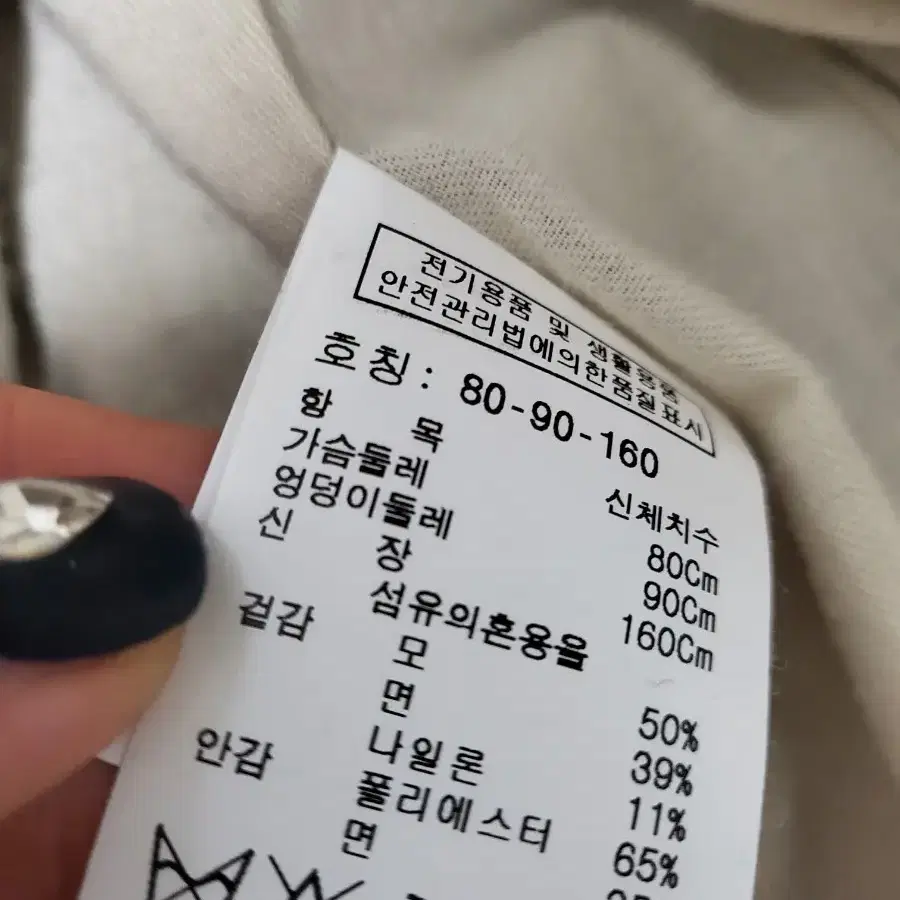 전기용품 및 생활용품
안전관리법에의한품질표시
호칭: 80-90-160
항 목 신체치수
가슴둘레 80Cm
엉덩이둘레 90Cm
신 장 160Cm
섬유의혼용율
겉감 모 50%
면 39%
나일론 11%
안감 폴리에스터 65%
면